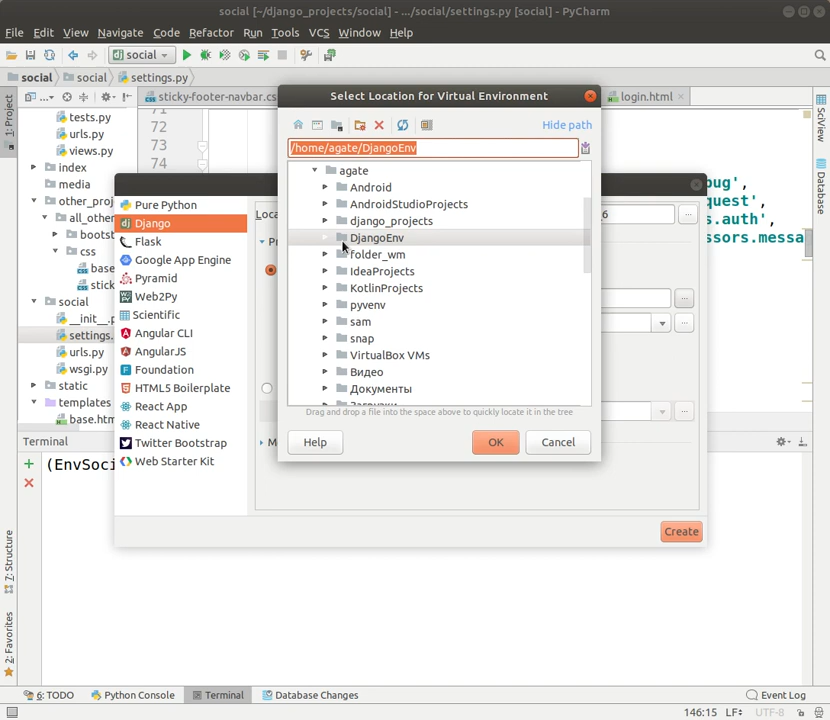 social [~/django_projects/social] - .../social/settings.py [social] - PyCharm
File Edit View Navigate Code Refactor Run Tools VCS Window Help
social
social social settings.py
1: Project
sticky-footer-navbar.cs
login.html
tests.py
urls.py
views.py
index
media
other_proj
all_other
bootst
css
base
stick
social
__init__.p
settings.
urls.py
wsgi.py
static
templates
base.htm
71
72
73
74
bug',
quest',
s.auth',
ssors.messa
SciView
Database
Pure Python
Django
Flask
Google App Engine
Pyramid
Web2Py
Scientific
Angular CLI
AngularJS
Foundation
HTML5 Boilerplate
React App
React Native
Twitter Bootstrap
Web Starter Kit
Loca
Pr
6
M
Create
Select Location for Virtual Environment
Hide path
/home/agate/DjangoEnv
agate
Android
AndroidStudioProjects
django_projects
DjangoEnv
folder_wm
IdeaProjects
KotlinProjects
pyvenv
sam
snap
VirtualBox VMs
Видео
Документы
Загрузки
Drag and drop a file into the space above to quickly locate it in the tree
Help OK Cancel
Terminal
(EnvSoci
7: Structure
2: Favorites
6: TODO Python Console Terminal Database Changes Event Log
146:15 LF÷ UTF-8